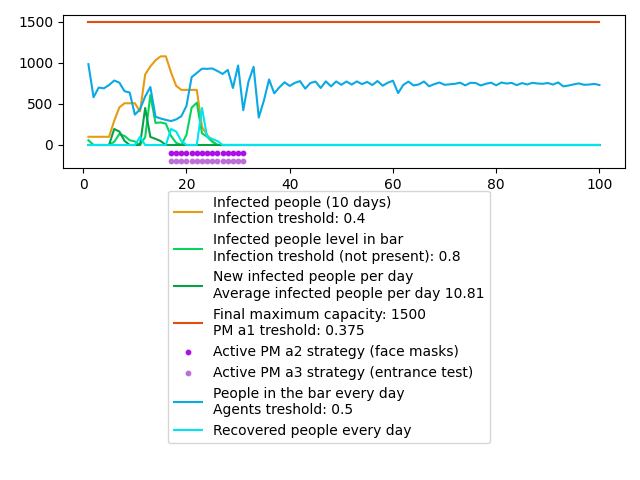 1500
1000
500
0
0 20 40 60 80 100
Infected people (10 days)
Infection treshold: 0.4
Infected people level in bar
Infection treshold (not present): 0.8
New infected people per day
Average infected people per day 10.81
Final maximum capacity: 1500
PM a1 treshold: 0.375
Active PM a2 strategy (face masks)
Active PM a3 strategy (entrance test)
People in the bar every day
Agents treshold: 0.5
Recovered people every day